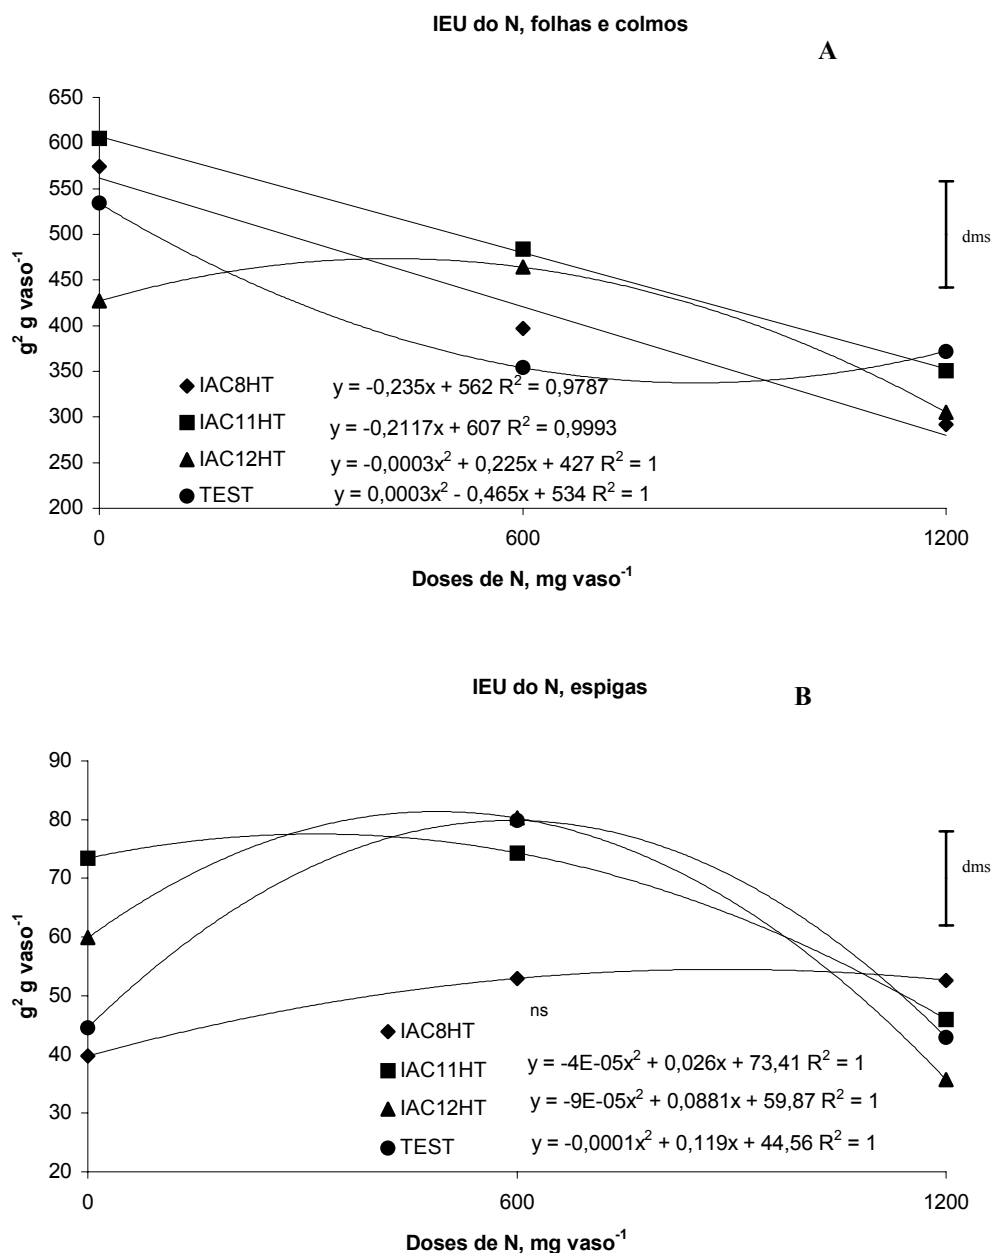 IEU do N, folhas e colmos
A
650
600
550
500
450
400
350
300
250
200
g² g vaso⁻¹
dms
IAC8HT y = -0,235x + 562 R² = 0,9787
IAC11HT y = -0,2117x + 607 R² = 0,9993
IAC12HT y = -0,0003x² + 0,225x + 427 R² = 1
TEST y = 0,0003x² - 0,465x + 534 R² = 1
0 600 1200
Doses de N, mg vaso⁻¹
IEU do N, espigas
B
90
80
70
60
50
40
30
20
g² g vaso⁻¹
dms
IAC8HT ns
IAC11HT y = -4E-05x² + 0,026x + 73,41 R² = 1
IAC12HT y = -9E-05x² + 0,0881x + 59,87 R² = 1
TEST y = -0,0001x² + 0,119x + 44,56 R² = 1
0 600 1200
Doses de N, mg vaso⁻¹